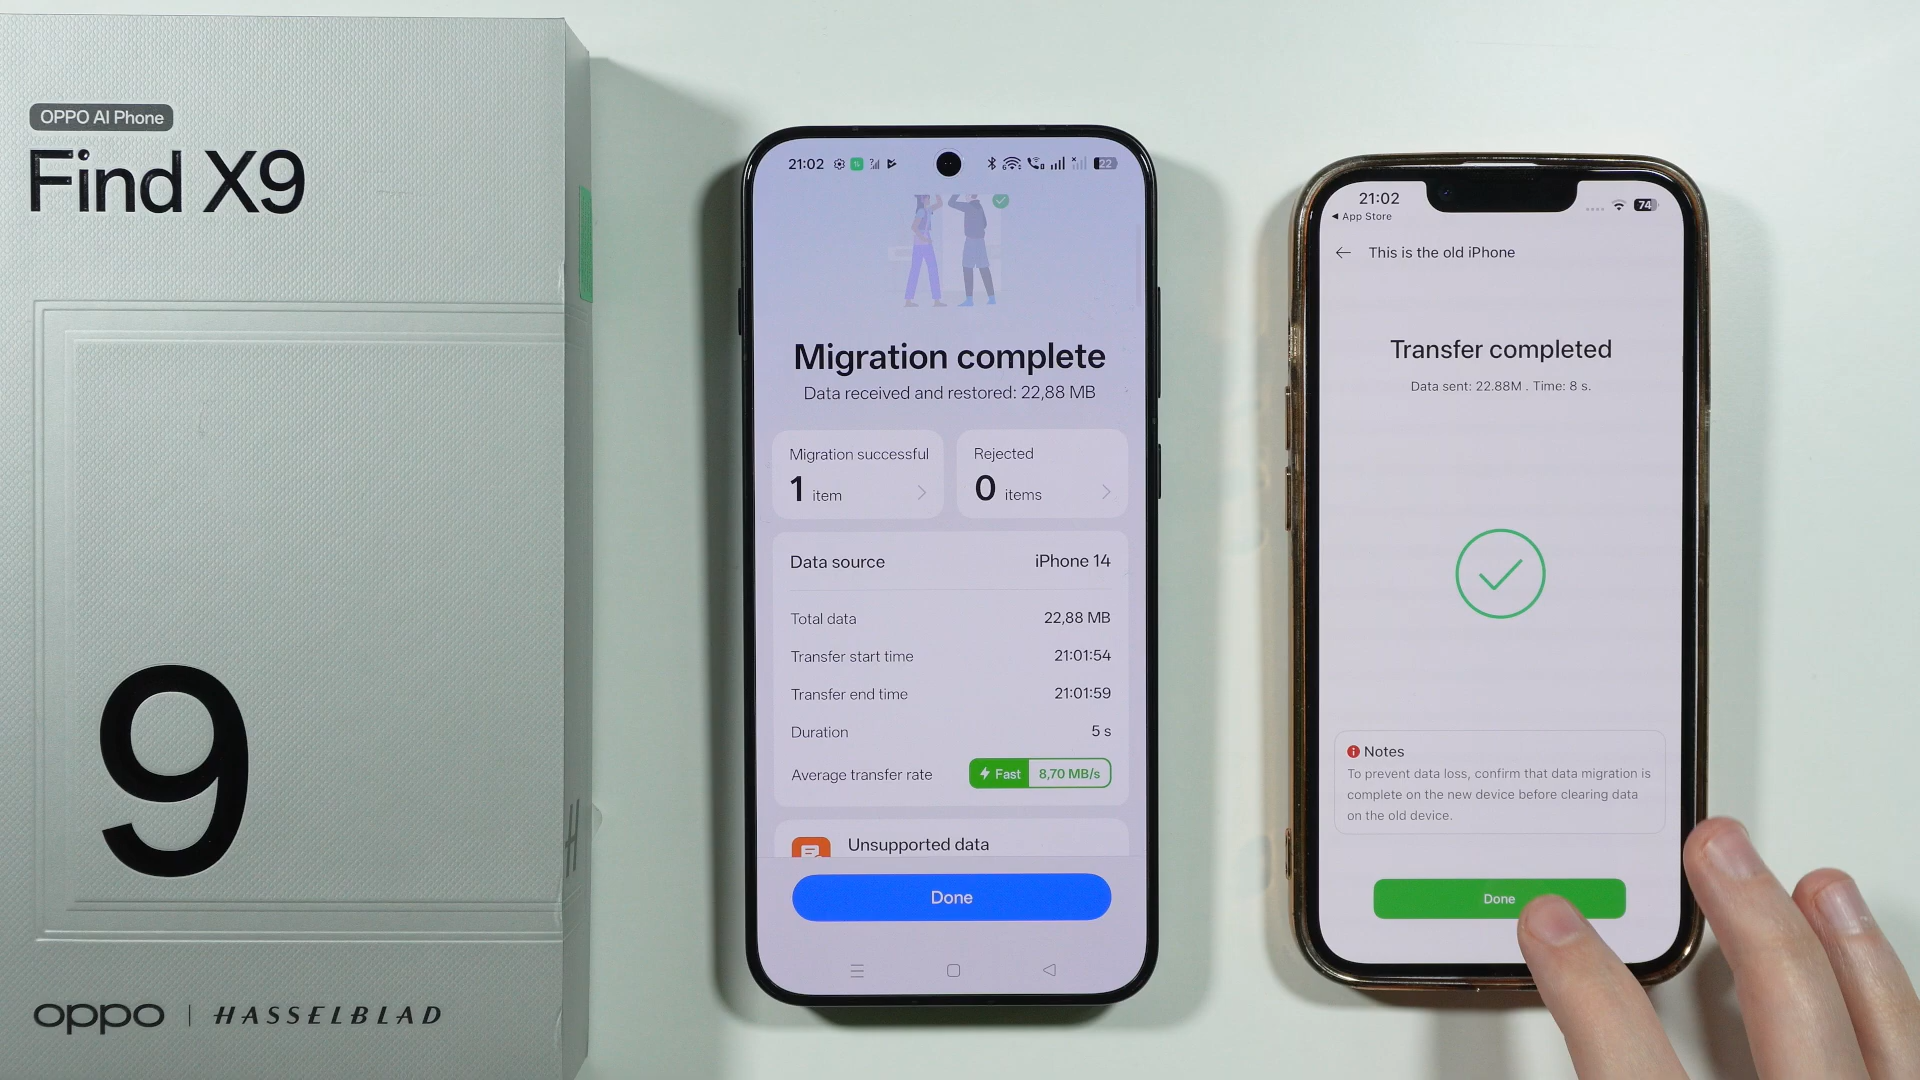 OPPO AI Phone
Find X9
9
oppo | HASSELBLAD
H
21:02
22
Migration complete
Data received and restored: 22,88 MB
Migration successful
1 item
Rejected
0 items
Data source iPhone 14
Total data 22,88 MB
Transfer start time 21:01:54
Transfer end time 21:01:59
Duration 5 s
Average transfer rate Fast 8,70 MB/s
Unsupported data
Done
21:02
74
App Store
This is the old iPhone
Transfer completed
Data sent: 22.88M . Time: 8 s.
Notes
To prevent data loss, confirm that data migration is
complete on the new device before clearing data
on the old device.
Done